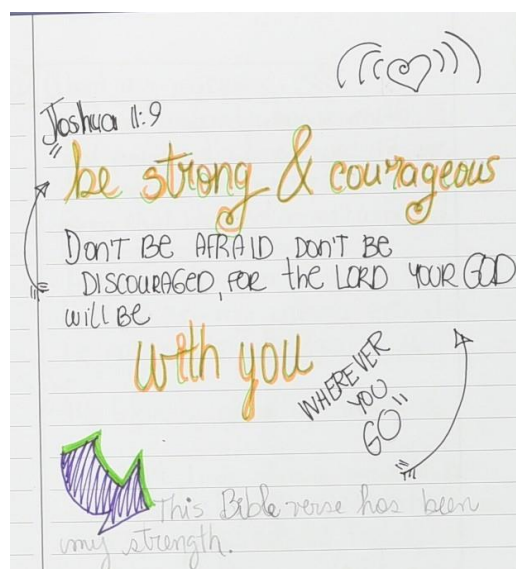 Joshua 11:9
"be strong & courageous
DON'T BE AFRAID DON'T BE
DISCOURAGED, FOR the LORD YOUR GOD
will BE
with you
WHEREVER
YOU
GO"
This Bible verse has been
my strength.